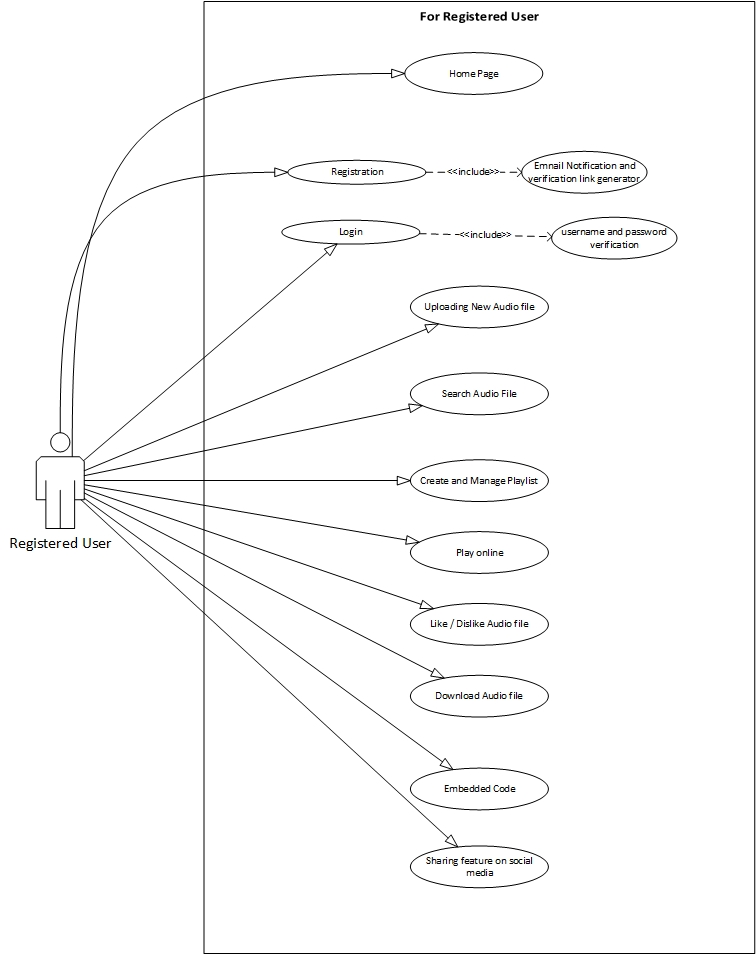 For Registered User
Home Page
Registration
<<include>>
Emnail Notification and
verification link generator
Login
<<include>>
username and password
verification
Uploading New Audio file
Search Audio File
Create and Manage Playlist
Registered User
Play online
Like / Dislike Audio file
Download Audio file
Embedded Code
Sharing feature on social
media